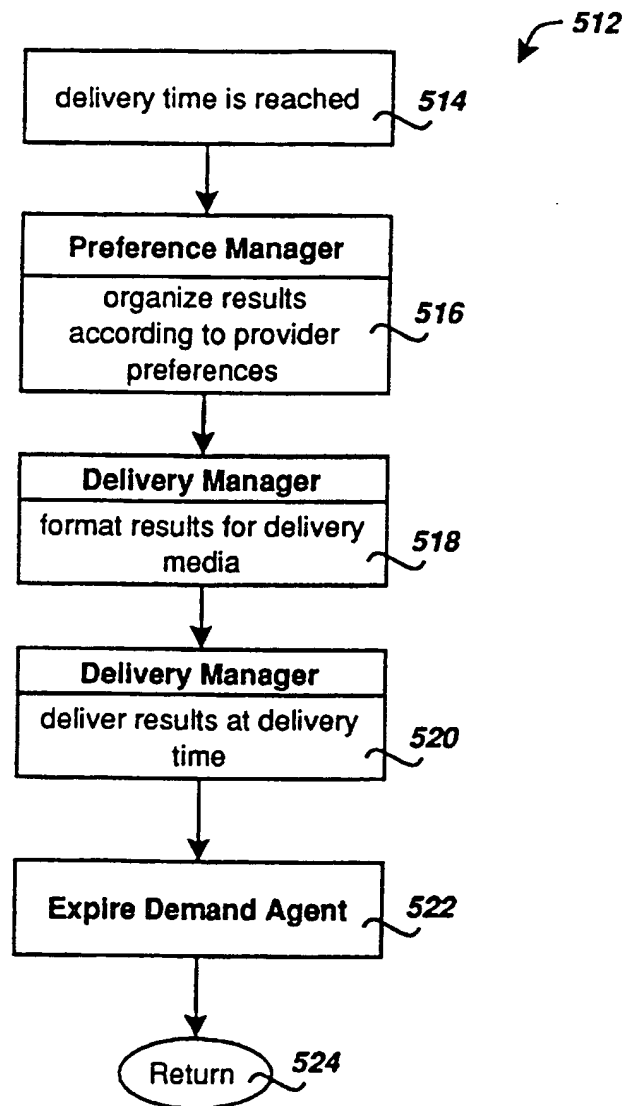 512
delivery time is reached
514
Preference Manager
organize results
according to provider
preferences
516
Delivery Manager
format results for delivery
media
518
Delivery Manager
deliver results at delivery
time
520
Expire Demand Agent
522
Return
524